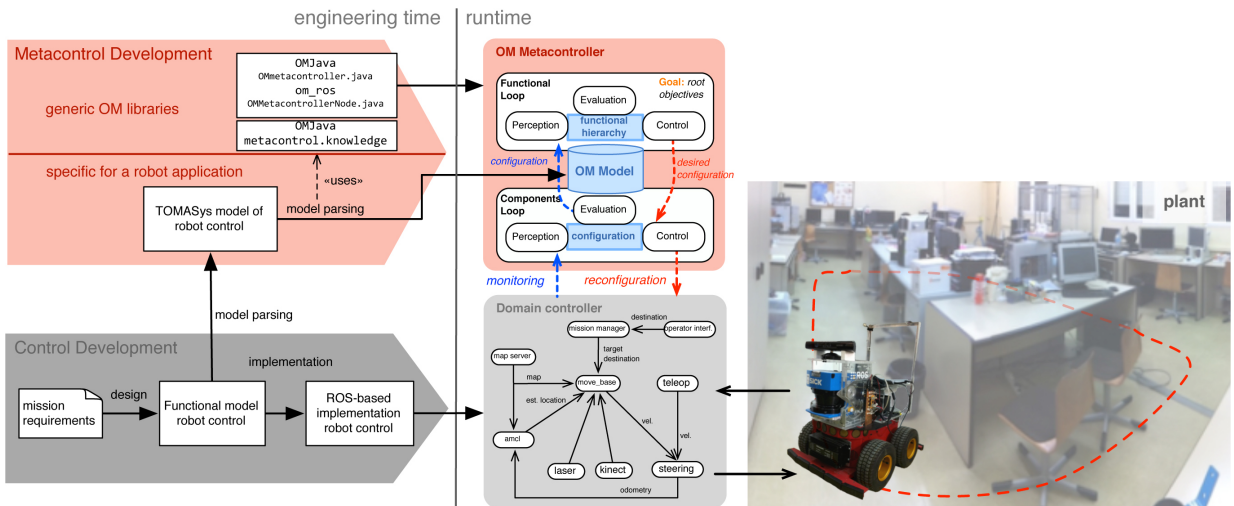 engineering time
runtime
Metacontrol Development
OMJava
OMmetacontroller.java
om_ros
OMMetacontrollerNode.java
generic OM libraries
OMJava
metacontrol.knowledge
specific for a robot application
«uses»
model parsing
TOMASys model of
robot control
model parsing
Control Development
implementation
design
mission
requirements
Functional model
robot control
ROS-based
implementation
robot control
OM Metacontroller
Functional
Loop
Goal: root
objectives
Evaluation
Perception
functional
hierarchy
Control
configuration
OM Model
desired
configuration
Components
Loop
Evaluation
Perception
configuration
Control
monitoring
reconfiguration
Domain controller
destination
mission manager
operator interf.
target
destination
map server
map
move_base
teleop
est. location
vel.
vel.
amcl
laser
kinect
steering
odometry
plant
ROS
SICK